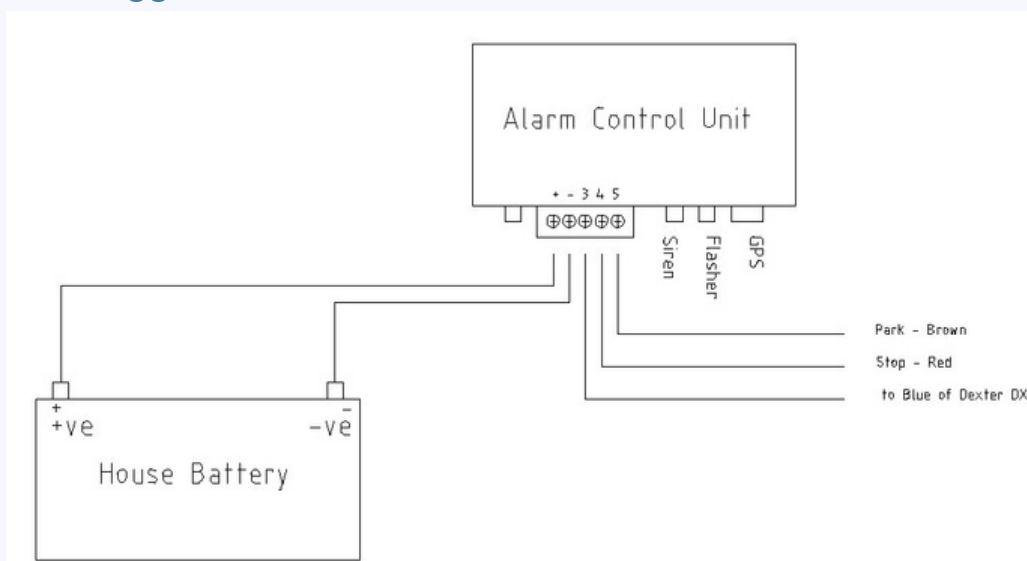 Alarm Control Unit
+ - 3 4 5
Siren
Flasher
GPS
Park - Brown
Stop - Red
to Blue of Dexter DX
+ -
+ve -ve
House Battery